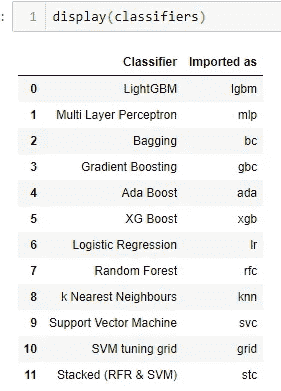 : 1 display(classifiers)
Classifier Imported as
0 LightGBM lgbm
1 Multi Layer Perceptron mlp
2 Bagging bc
3 Gradient Boosting gbc
4 Ada Boost ada
5 XG Boost xgb
6 Logistic Regression lr
7 Random Forest rfc
8 k Nearest Neighbours knn
9 Support Vector Machine svc
10 SVM tuning grid grid
11 Stacked (RFR & SVM) stc